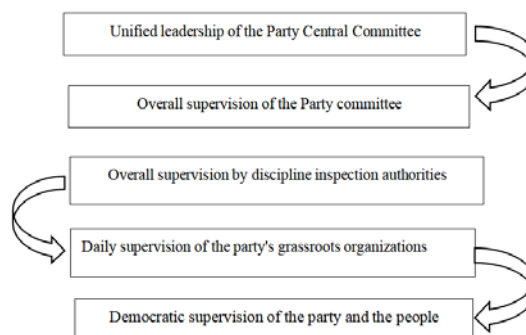 Unified leadership of the Party Central Committee
Overall supervision of the Party committee
Overall supervision by discipline inspection authorities
Daily supervision of the party's grassroots organizations
Democratic supervision of the party and the people